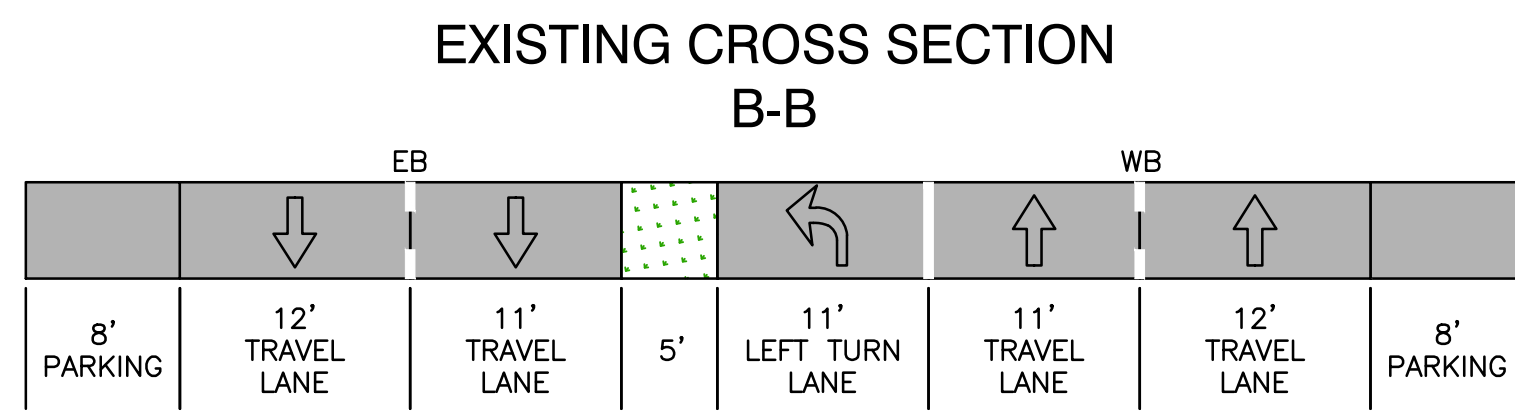 EXISTING CROSS SECTION
B-B
EB
WB
8’
PARKING
12’
TRAVEL
LANE
11’
TRAVEL
LANE
5’
11’
LEFT TURN
LANE
11’
TRAVEL
LANE
12’
TRAVEL
LANE
8’
PARKING